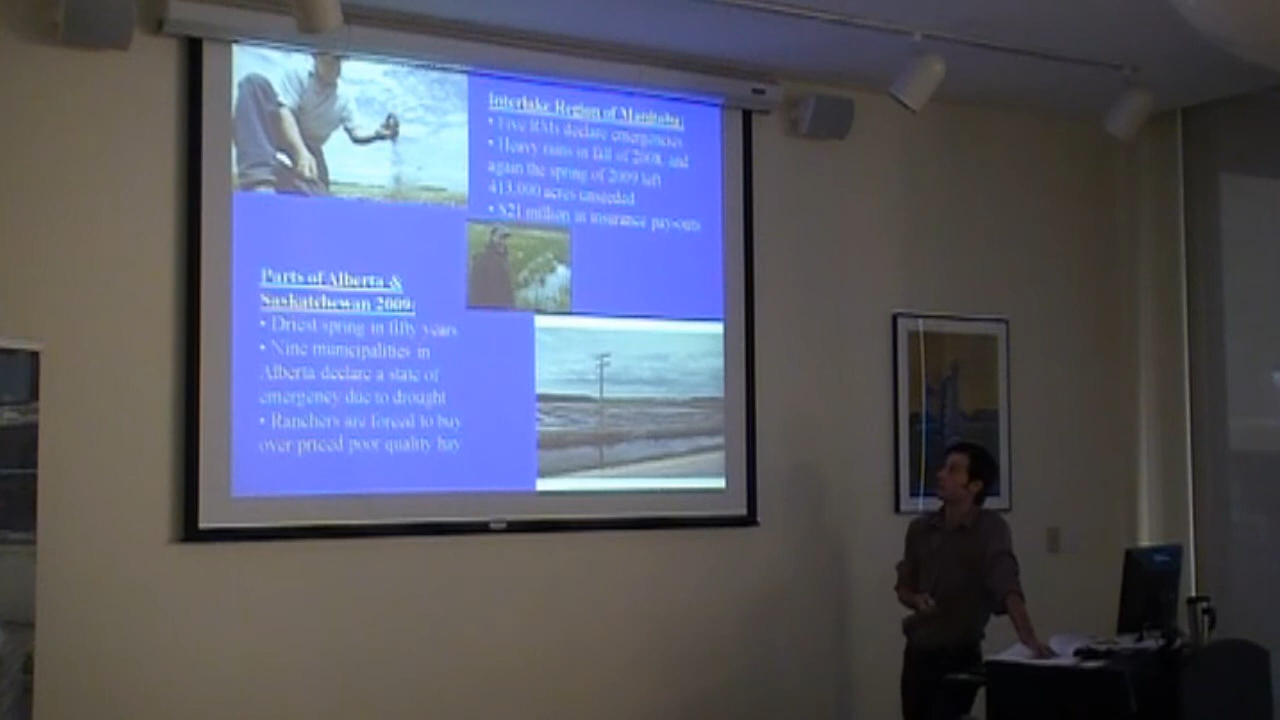 Interlake Region of Manitoba:
• Five RMs declare emergencies
• Heavy rains in fall of 2008, and
again the spring of 2009 left
413,000 acres unseeded
• $21 million in insurance pay-outs
Parts of Alberta &
Saskatchewan 2009:
• Driest spring in fifty years
• Nine municipalities in
Alberta declare a state of
emergency due to drought
• Ranchers are forced to buy
over priced poor quality hay